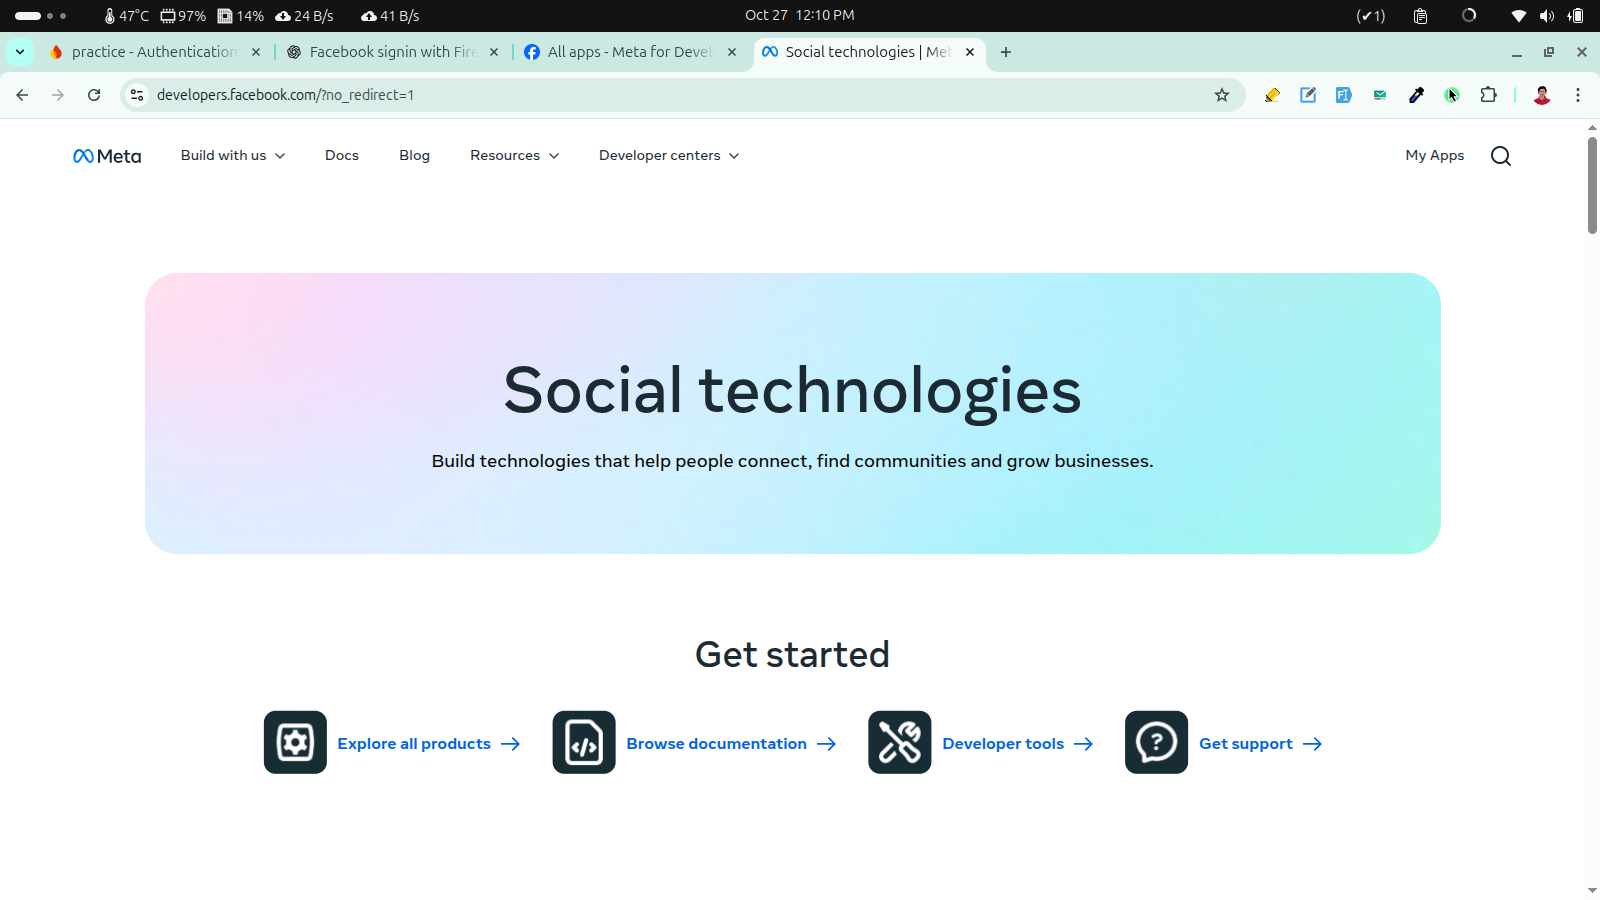 47°C 97% 14% 24 B/s 41 B/s Oct 27 12:10 PM (✔1)
practice - Authentication Facebook signin with Fire All apps - Meta for Devel Social technologies | Met
developers.facebook.com/?no_redirect=1
Meta Build with us Docs Blog Resources Developer centers My Apps
Social technologies
Build technologies that help people connect, find communities and grow businesses.
Get started
Explore all products → Browse documentation → Developer tools → Get support →